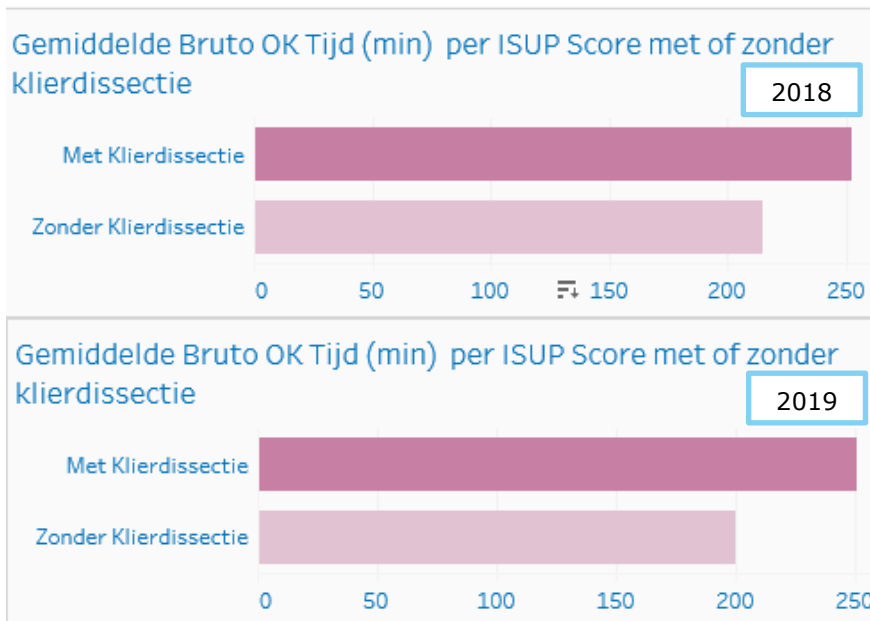 Gemiddelde Bruto OK Tijd (min) per ISUP Score met of zonder
klierdissectie
2018
Met Klierdissectie
Zonder Klierdissectie
0 50 100 150 200 250
Gemiddelde Bruto OK Tijd (min) per ISUP Score met of zonder
klierdissectie
2019
Met Klierdissectie
Zonder Klierdissectie
0 50 100 150 200 250